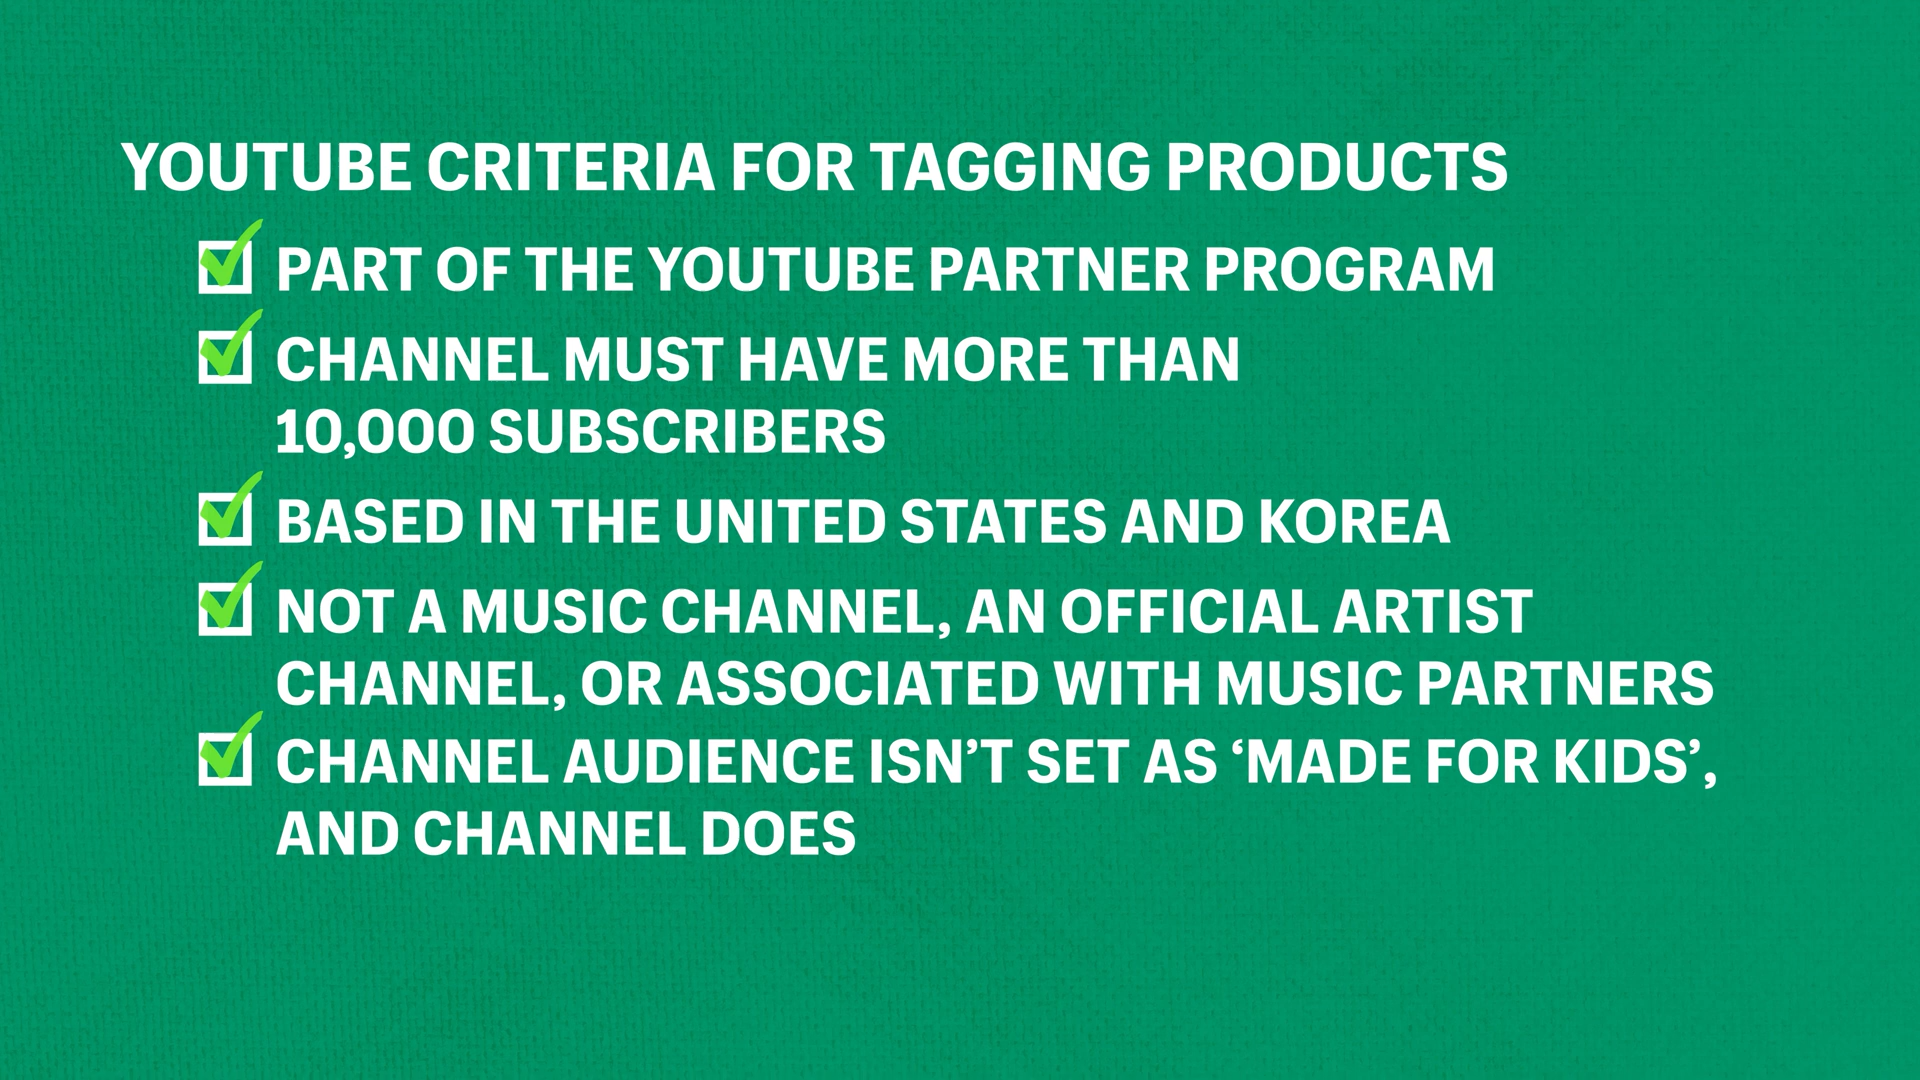 YOUTUBE CRITERIA FOR TAGGING PRODUCTS
PART OF THE YOUTUBE PARTNER PROGRAM
CHANNEL MUST HAVE MORE THAN
10,000 SUBSCRIBERS
BASED IN THE UNITED STATES AND KOREA
NOT A MUSIC CHANNEL, AN OFFICIAL ARTIST
CHANNEL, OR ASSOCIATED WITH MUSIC PARTNERS
CHANNEL AUDIENCE ISN’T SET AS ‘MADE FOR KIDS’,
AND CHANNEL DOES